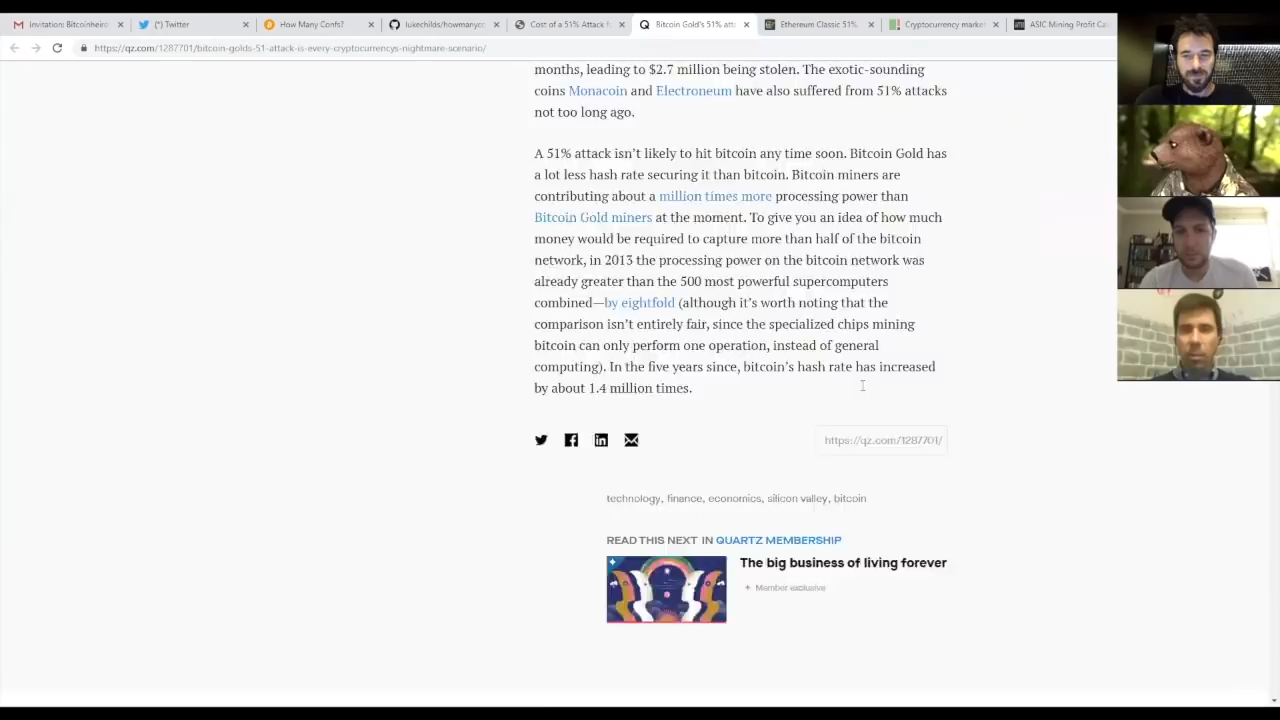 Invitation: Bitcoinheiro
(*) Twitter
How Many Confs?
lukechilds/howmanyc
Cost of a 51% Attack f
Bitcoin Gold's 51% att
Ethereum Classic 51%
Cryptocurrency market
ASIC Mining Profit Ca
https://qz.com/1287701/bitcoin-golds-51-attack-is-every-cryptocurrencys-nightmare-scenario/
months, leading to $2.7 million being stolen. The exotic-sounding
coins Monacoin and Electroneum have also suffered from 51% attacks
not too long ago.
A 51% attack isn't likely to hit bitcoin any time soon. Bitcoin Gold has
a lot less hash rate securing it than bitcoin. Bitcoin miners are
contributing about a million times more processing power than
Bitcoin Gold miners at the moment. To give you an idea of how much
money would be required to capture more than half of the bitcoin
network, in 2013 the processing power on the bitcoin network was
already greater than the 500 most powerful supercomputers
combined—by eightfold (although it's worth noting that the
comparison isn't entirely fair, since the specialized chips mining
bitcoin can only perform one operation, instead of general
computing). In the five years since, bitcoin's hash rate has increased
by about 1.4 million times.
https://qz.com/1287701/
technology, finance, economics, silicon valley, bitcoin
READ THIS NEXT IN QUARTZ MEMBERSHIP
The big business of living forever
Member exclusive